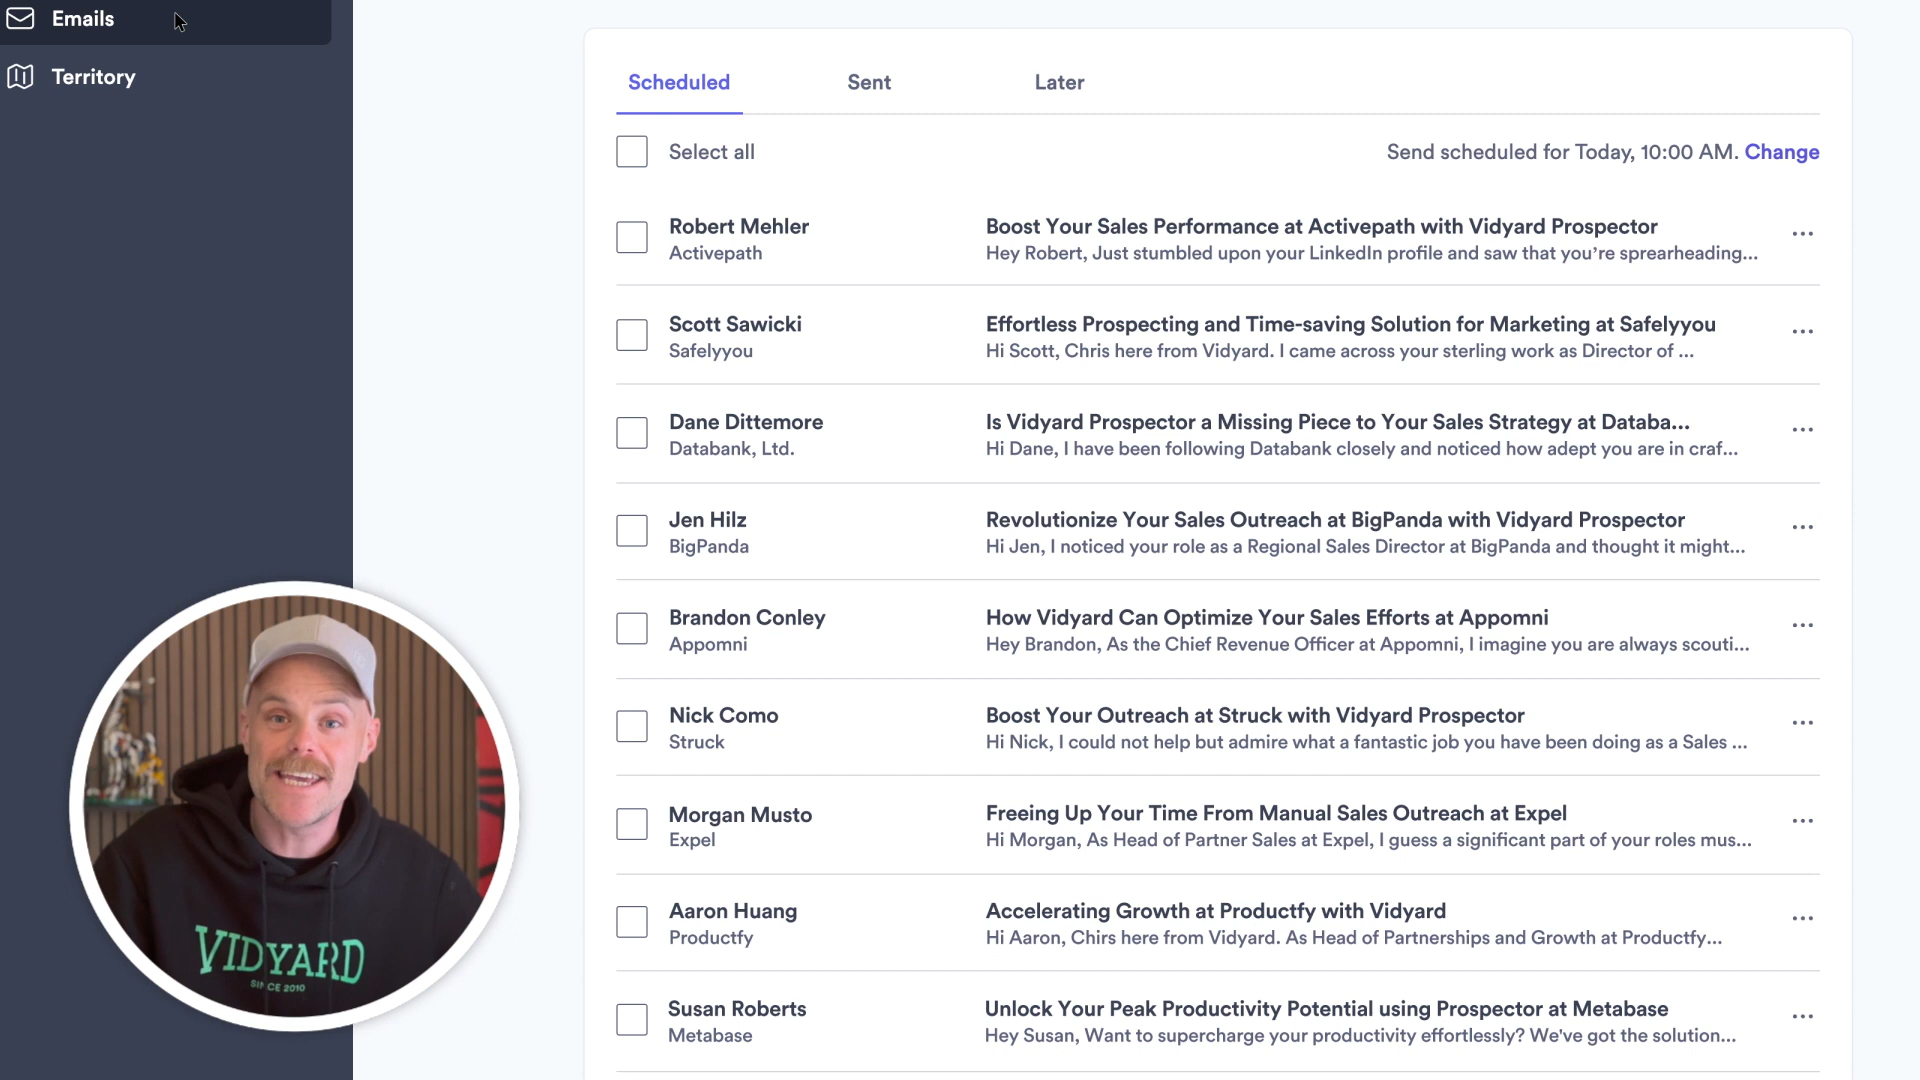 Emails
Territory
Scheduled
Sent
Later
Select all
Send scheduled for Today, 10:00 AM. Change
Robert Mehler
Activepath
Boost Your Sales Performance at Activepath with Vidyard Prospector
Hey Robert, Just stumbled upon your LinkedIn profile and saw that you're sprearheading...
Scott Sawicki
Safelyyou
Effortless Prospecting and Time-saving Solution for Marketing at Safelyyou
Hi Scott, Chris here from Vidyard. I came across your sterling work as Director of ...
Dane Dittemore
Databank, Ltd.
Is Vidyard Prospector a Missing Piece to Your Sales Strategy at Databa...
Hi Dane, I have been following Databank closely and noticed how adept you are in craf...
Jen Hilz
BigPanda
Revolutionize Your Sales Outreach at BigPanda with Vidyard Prospector
Hi Jen, I noticed your role as a Regional Sales Director at BigPanda and thought it might...
Brandon Conley
Appomni
How Vidyard Can Optimize Your Sales Efforts at Appomni
Hey Brandon, As the Chief Revenue Officer at Appomni, I imagine you are always scouti...
Nick Como
Struck
Boost Your Outreach at Struck with Vidyard Prospector
Hi Nick, I could not help but admire what a fantastic job you have been doing as a Sales ...
Morgan Musto
Expel
Freeing Up Your Time From Manual Sales Outreach at Expel
Hi Morgan, As Head of Partner Sales at Expel, I guess a significant part of your roles mus...
Aaron Huang
Productfy
Accelerating Growth at Productfy with Vidyard
Hi Aaron, Chirs here from Vidyard. As Head of Partnerships and Growth at Productfy...
Susan Roberts
Metabase
Unlock Your Peak Productivity Potential using Prospector at Metabase
Hey Susan, Want to supercharge your productivity effortlessly? We've got the solution...
VIDYARD
SINCE 2010